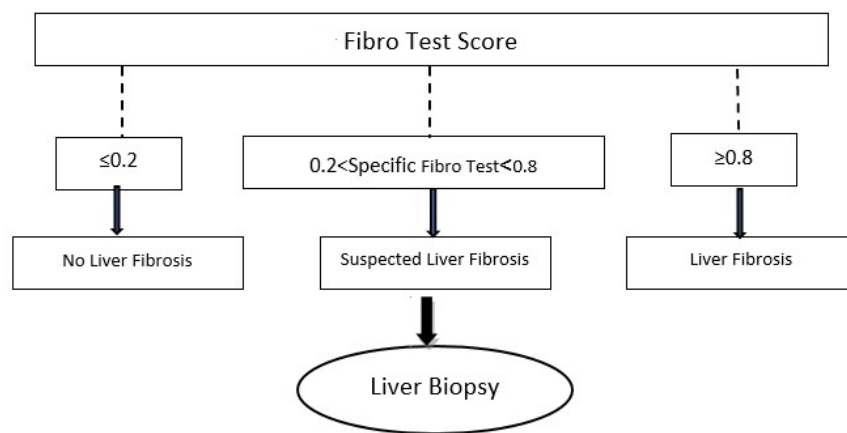 Fibro Test Score
≤0.2
0.2<Specific Fibro Test<0.8
≥0.8
No Liver Fibrosis
Suspected Liver Fibrosis
Liver Fibrosis
Liver Biopsy